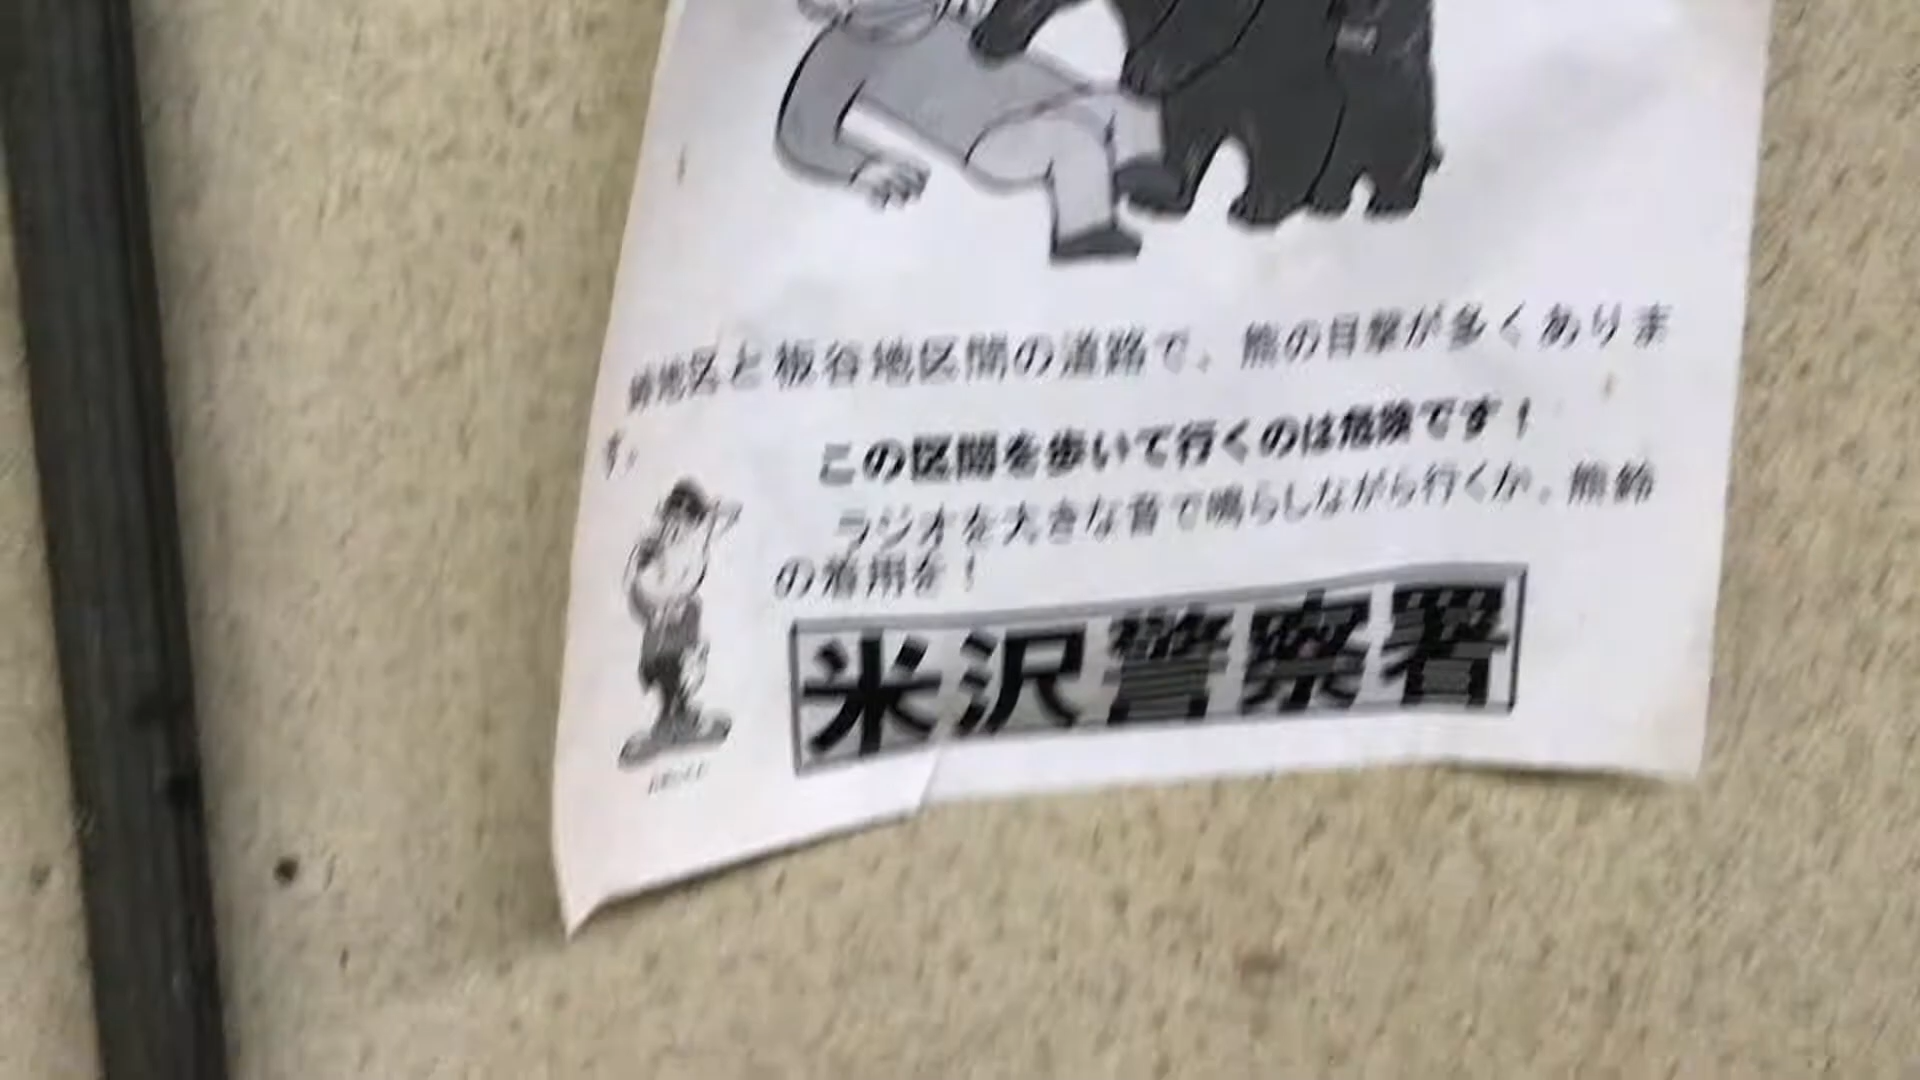 地区と板谷地区間の道路で、熊の目撃が多くありま
す。
この区間を歩いて行くのは危険です！
ラジオを大きな音で鳴らしながら行くか、熊鈴
の着用を！
米沢警察署